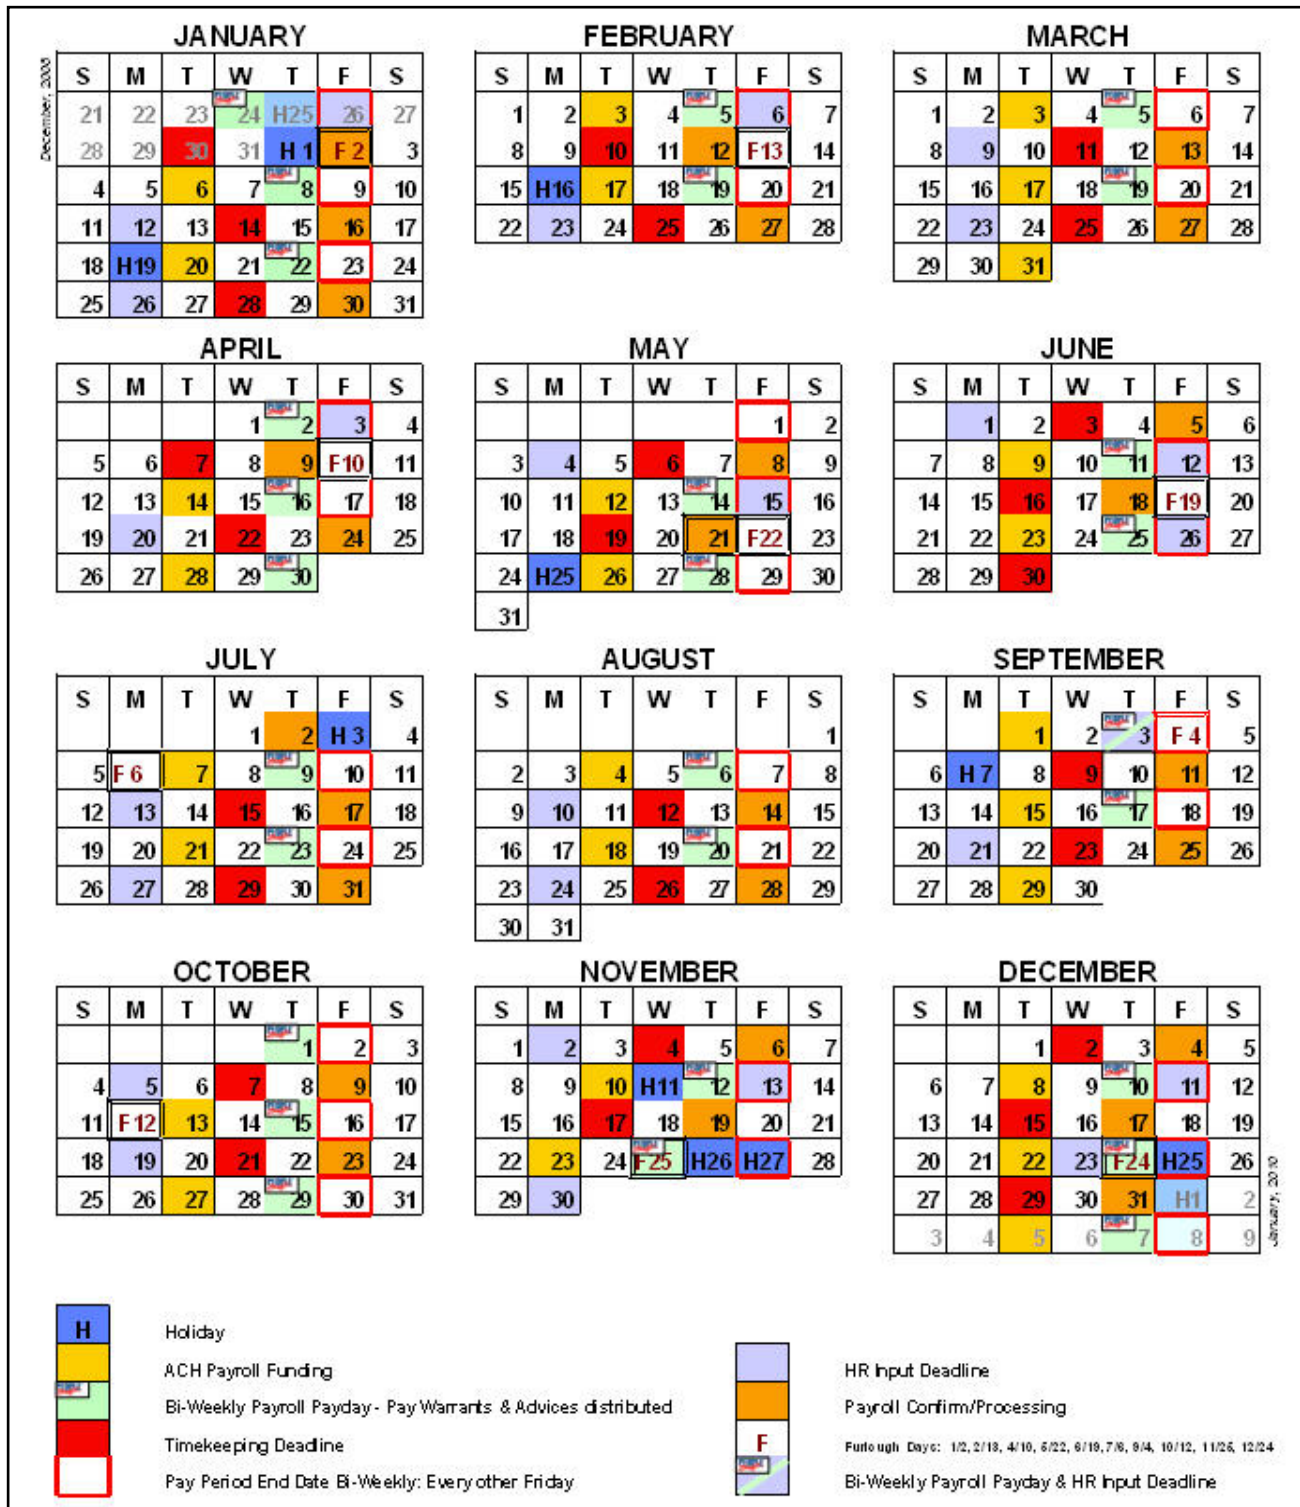 JANUARY FEBRUARY MARCH
S M T W T F S S M T W T F S S M T W T F S
21 22 23 24 H25 26 27 1 2 3 4 5 6 7 1 2 3 4 5 6 7
28 29 30 31 H 1 F 2 3 8 9 10 11 12 F13 14 8 9 10 11 12 13 14
4 5 6 7 8 9 10 15 H16 17 18 19 20 21 15 16 17 18 19 20 21
11 12 13 14 15 16 17 22 23 24 25 26 27 28 22 23 24 25 26 27 28
18 H19 20 21 22 23 24 29 30 31
25 26 27 28 29 30 31
APRIL MAY JUNE
S M T W T F S S M T W T F S S M T W T F S
1 2 3 4 1 2 1 2 3 4 5 6
5 6 7 8 9 F10 11 3 4 5 6 7 8 9 7 8 9 10 11 12 13
12 13 14 15 16 17 18 10 11 12 13 14 15 16 14 15 16 17 18 F19 20
19 20 21 22 23 24 25 17 18 19 20 21 F22 23 21 22 23 24 25 26 27
26 27 28 29 30 24 H25 26 27 28 29 30 28 29 30
31
JULY AUGUST SEPTEMBER
S M T W T F S S M T W T F S S M T W T F S
1 2 H 3 4 1 1 2 3 F 4 5
5 F 6 7 8 9 10 11 2 3 4 5 6 7 8 6 H 7 8 9 10 11 12
12 13 14 15 16 17 18 9 10 11 12 13 14 15 13 14 15 16 17 18 19
19 20 21 22 23 24 25 16 17 18 19 20 21 22 20 21 22 23 24 25 26
26 27 28 29 30 31 23 24 25 26 27 28 29 27 28 29 30
30 31
OCTOBER NOVEMBER DECEMBER
S M T W T F S S M T W T F S S M T W T F S
1 2 3 1 2 3 4 5 6 7 1 2 3 4 5
4 5 6 7 8 9 10 8 9 10 H11 12 13 14 6 7 8 9 10 11 12
11 F12 13 14 15 16 17 15 16 17 18 19 20 21 13 14 15 16 17 18 19
18 19 20 21 22 23 24 22 23 24 F25 H26 H27 28 20 21 22 23 F24 H25 26
25 26 27 28 29 30 31 29 30 27 28 29 30 31 H1 2
3 4 5 6 7 8 9
January, 2010
H Holiday
ACH Payroll Funding
Bi-Weekly Payroll Payday - Pay Warrants & Advices distributed
Timekeeping Deadline
Pay Period End Date Bi-Weekly: Every other Friday
HR Input Deadline
Payroll Confirm/Processing
F Furlough Days: 1/2, 2/13, 4/10, 5/22, 6/19, 7/6, 9/4, 10/12, 11/25, 12/24
Bi-Weekly Payroll Payday & HR Input Deadline